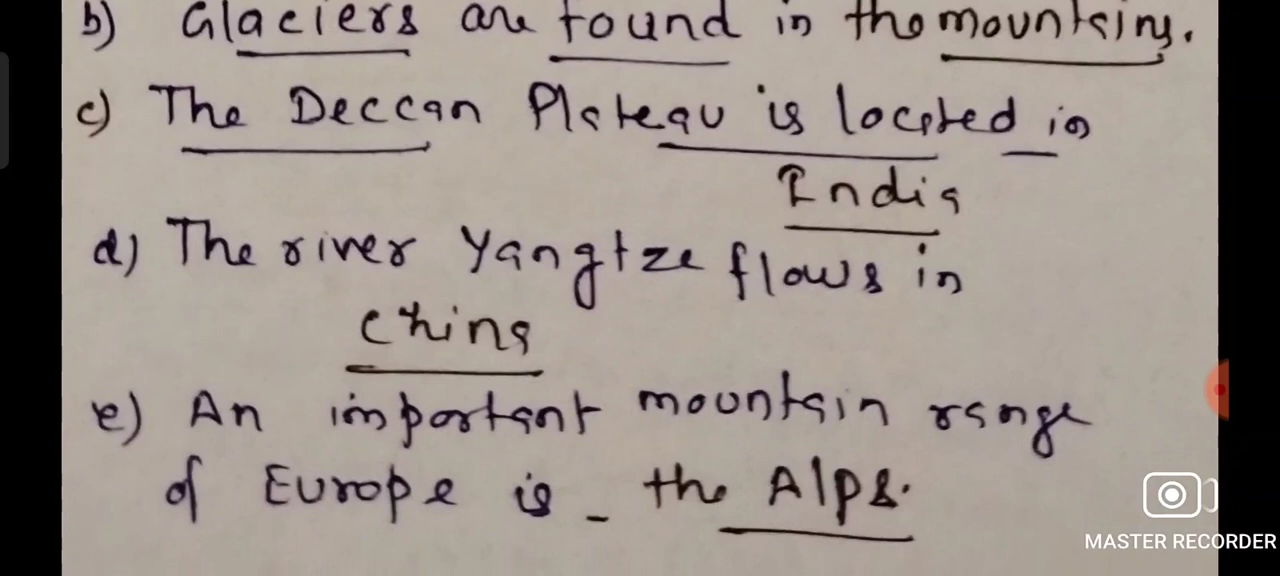 b) Glaciers are found in the mountains.
c) The Deccan Plateau is located in
India
d) The river Yangtze flows in
China
e) An important mountain range
of Europe is - the Alps.
MASTER RECORDER